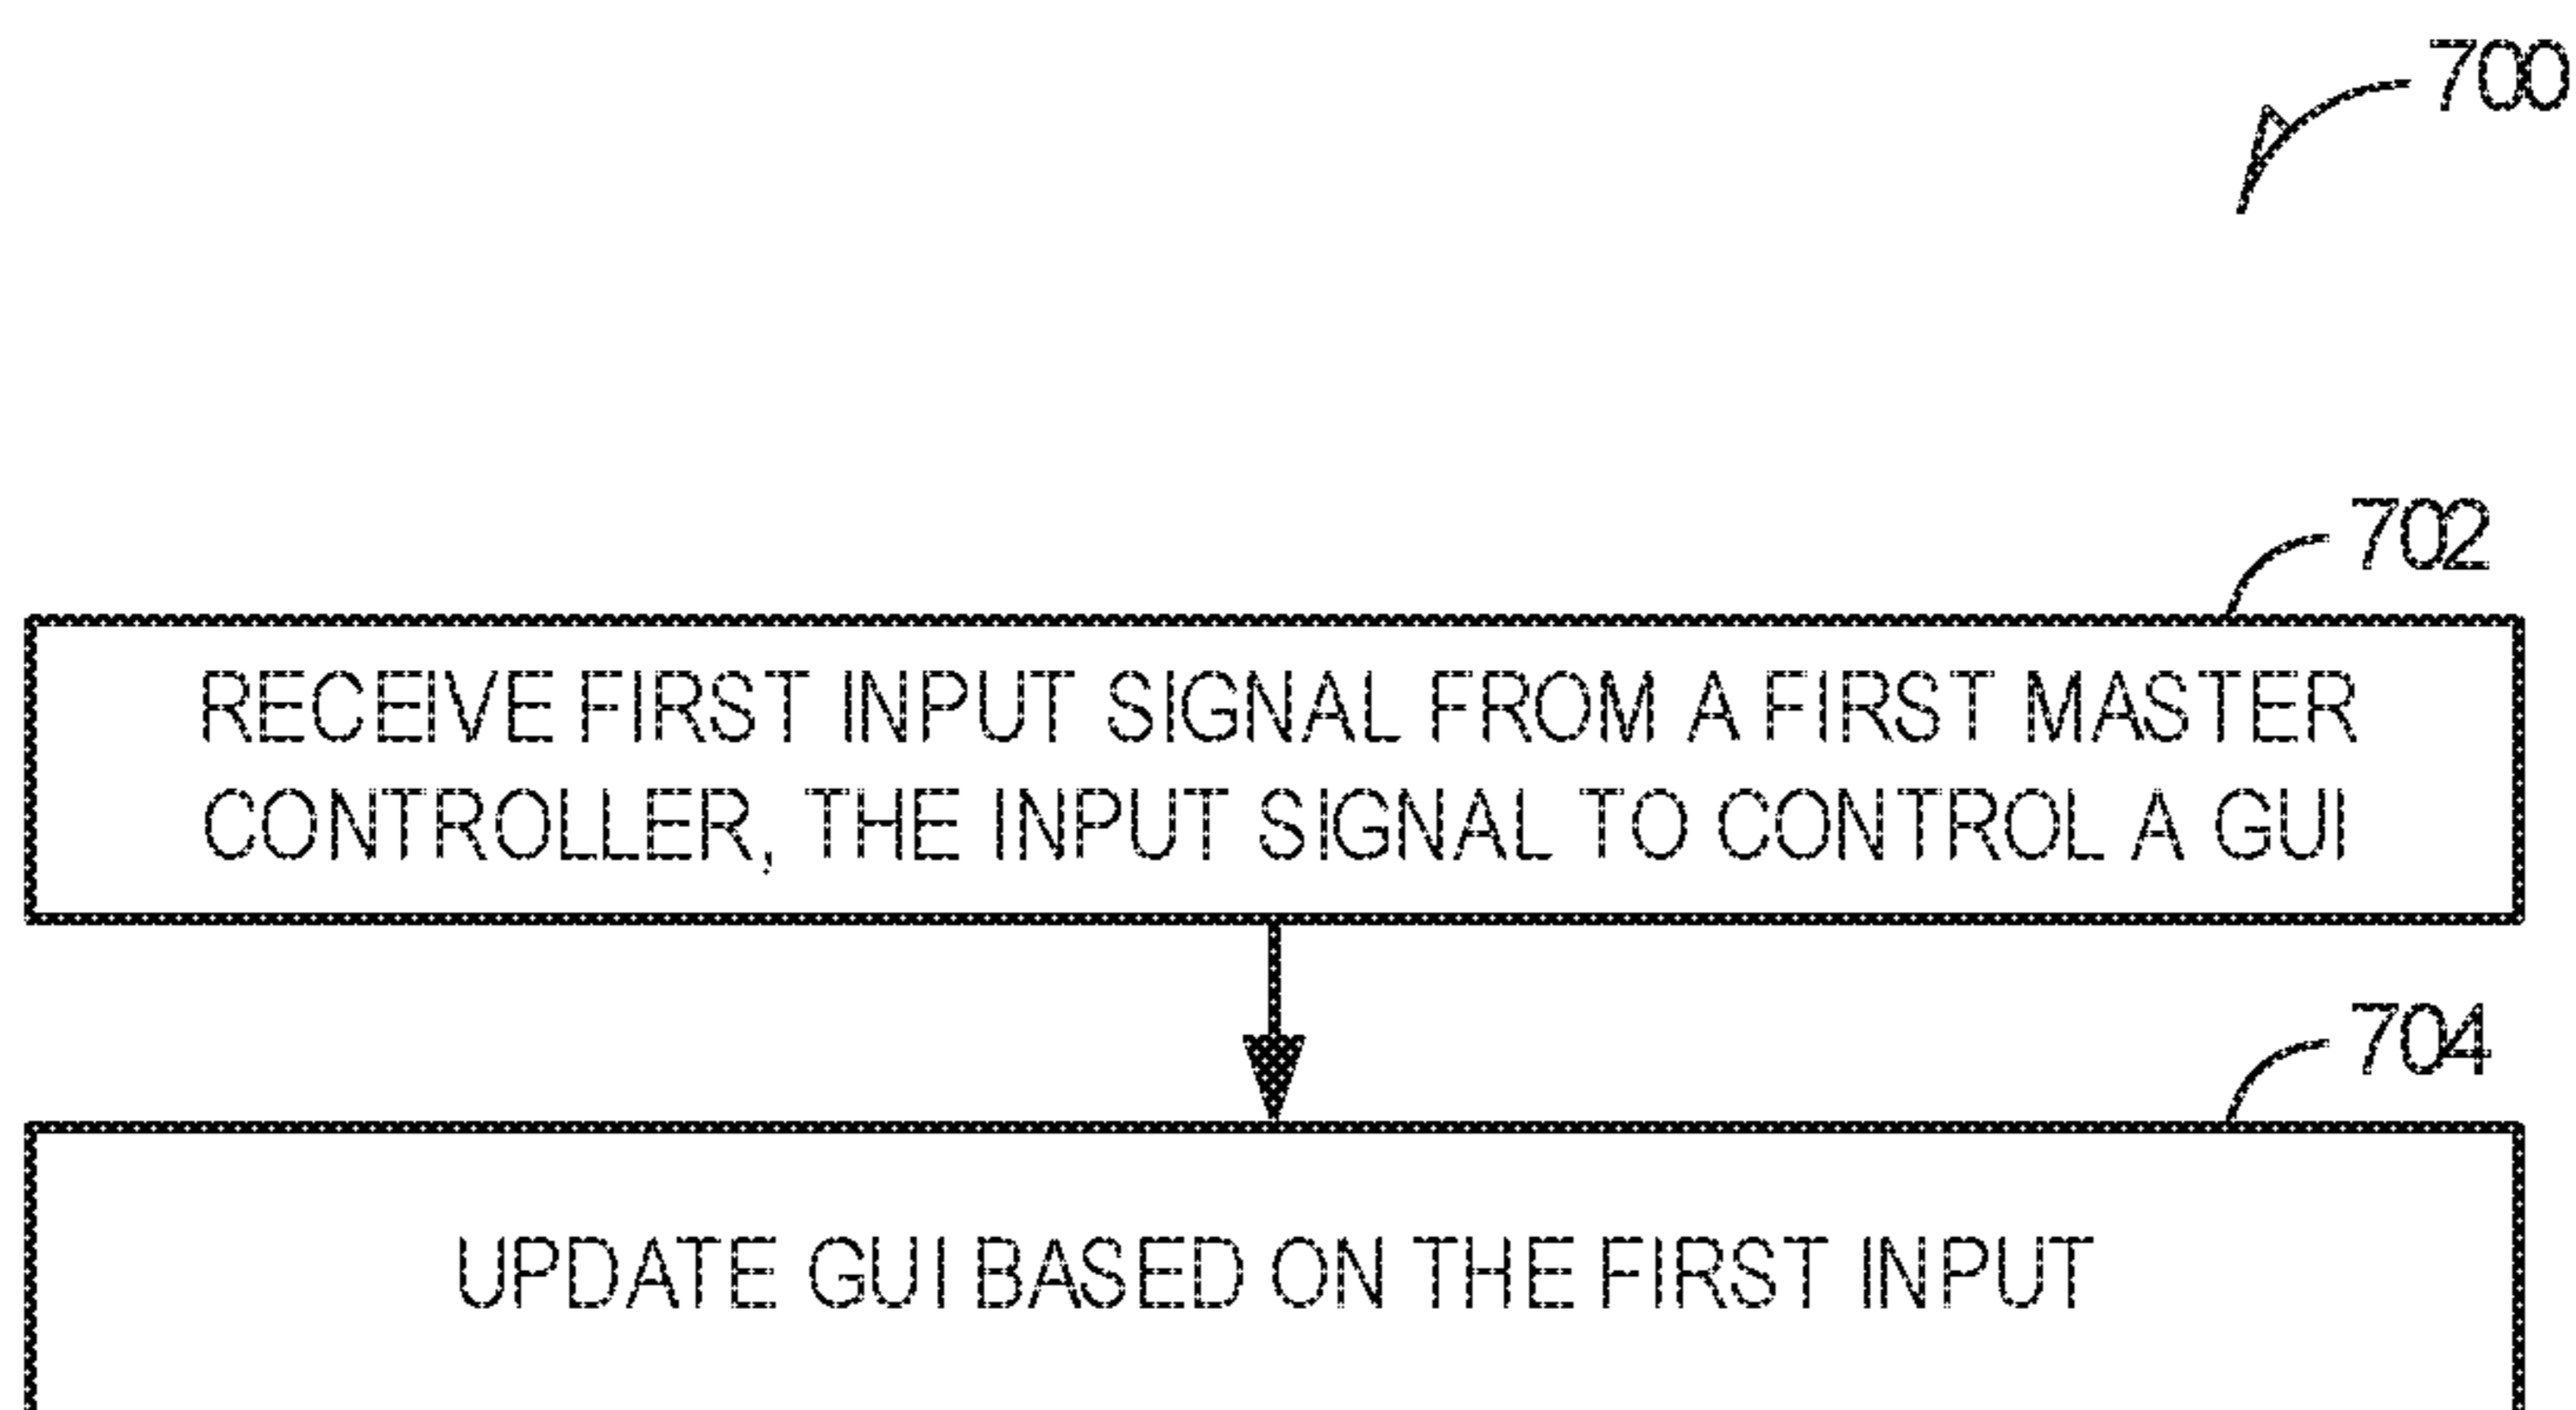 700
702
RECEIVE FIRST INPUT SIGNAL FROM A FIRST MASTER
CONTROLLER, THE INPUT SIGNAL TO CONTROL A GUI
704
UPDATE GUI BASED ON THE FIRST INPUT